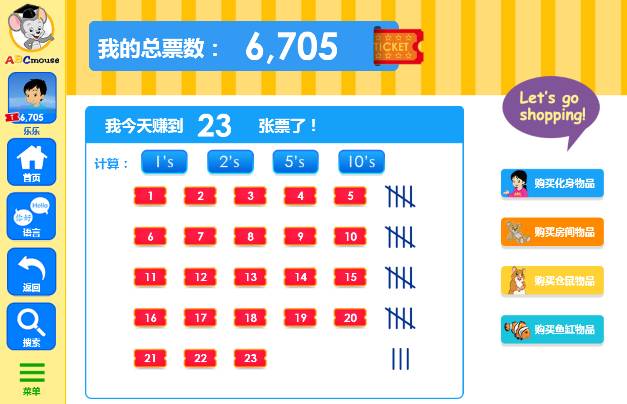 ABCmouse
6,705
乐乐
首页
你好 Hello
语言
返回
搜索
菜单
我的总票数： 6,705
TICKET
我今天赚到 23 张票了！
计算： 1's 2's 5's 10's
1 2 3 4 5
6 7 8 9 10
11 12 13 14 15
16 17 18 19 20
21 22 23
Let's go
shopping!
购买化身物品
购买房间物品
购买仓鼠物品
购买鱼缸物品